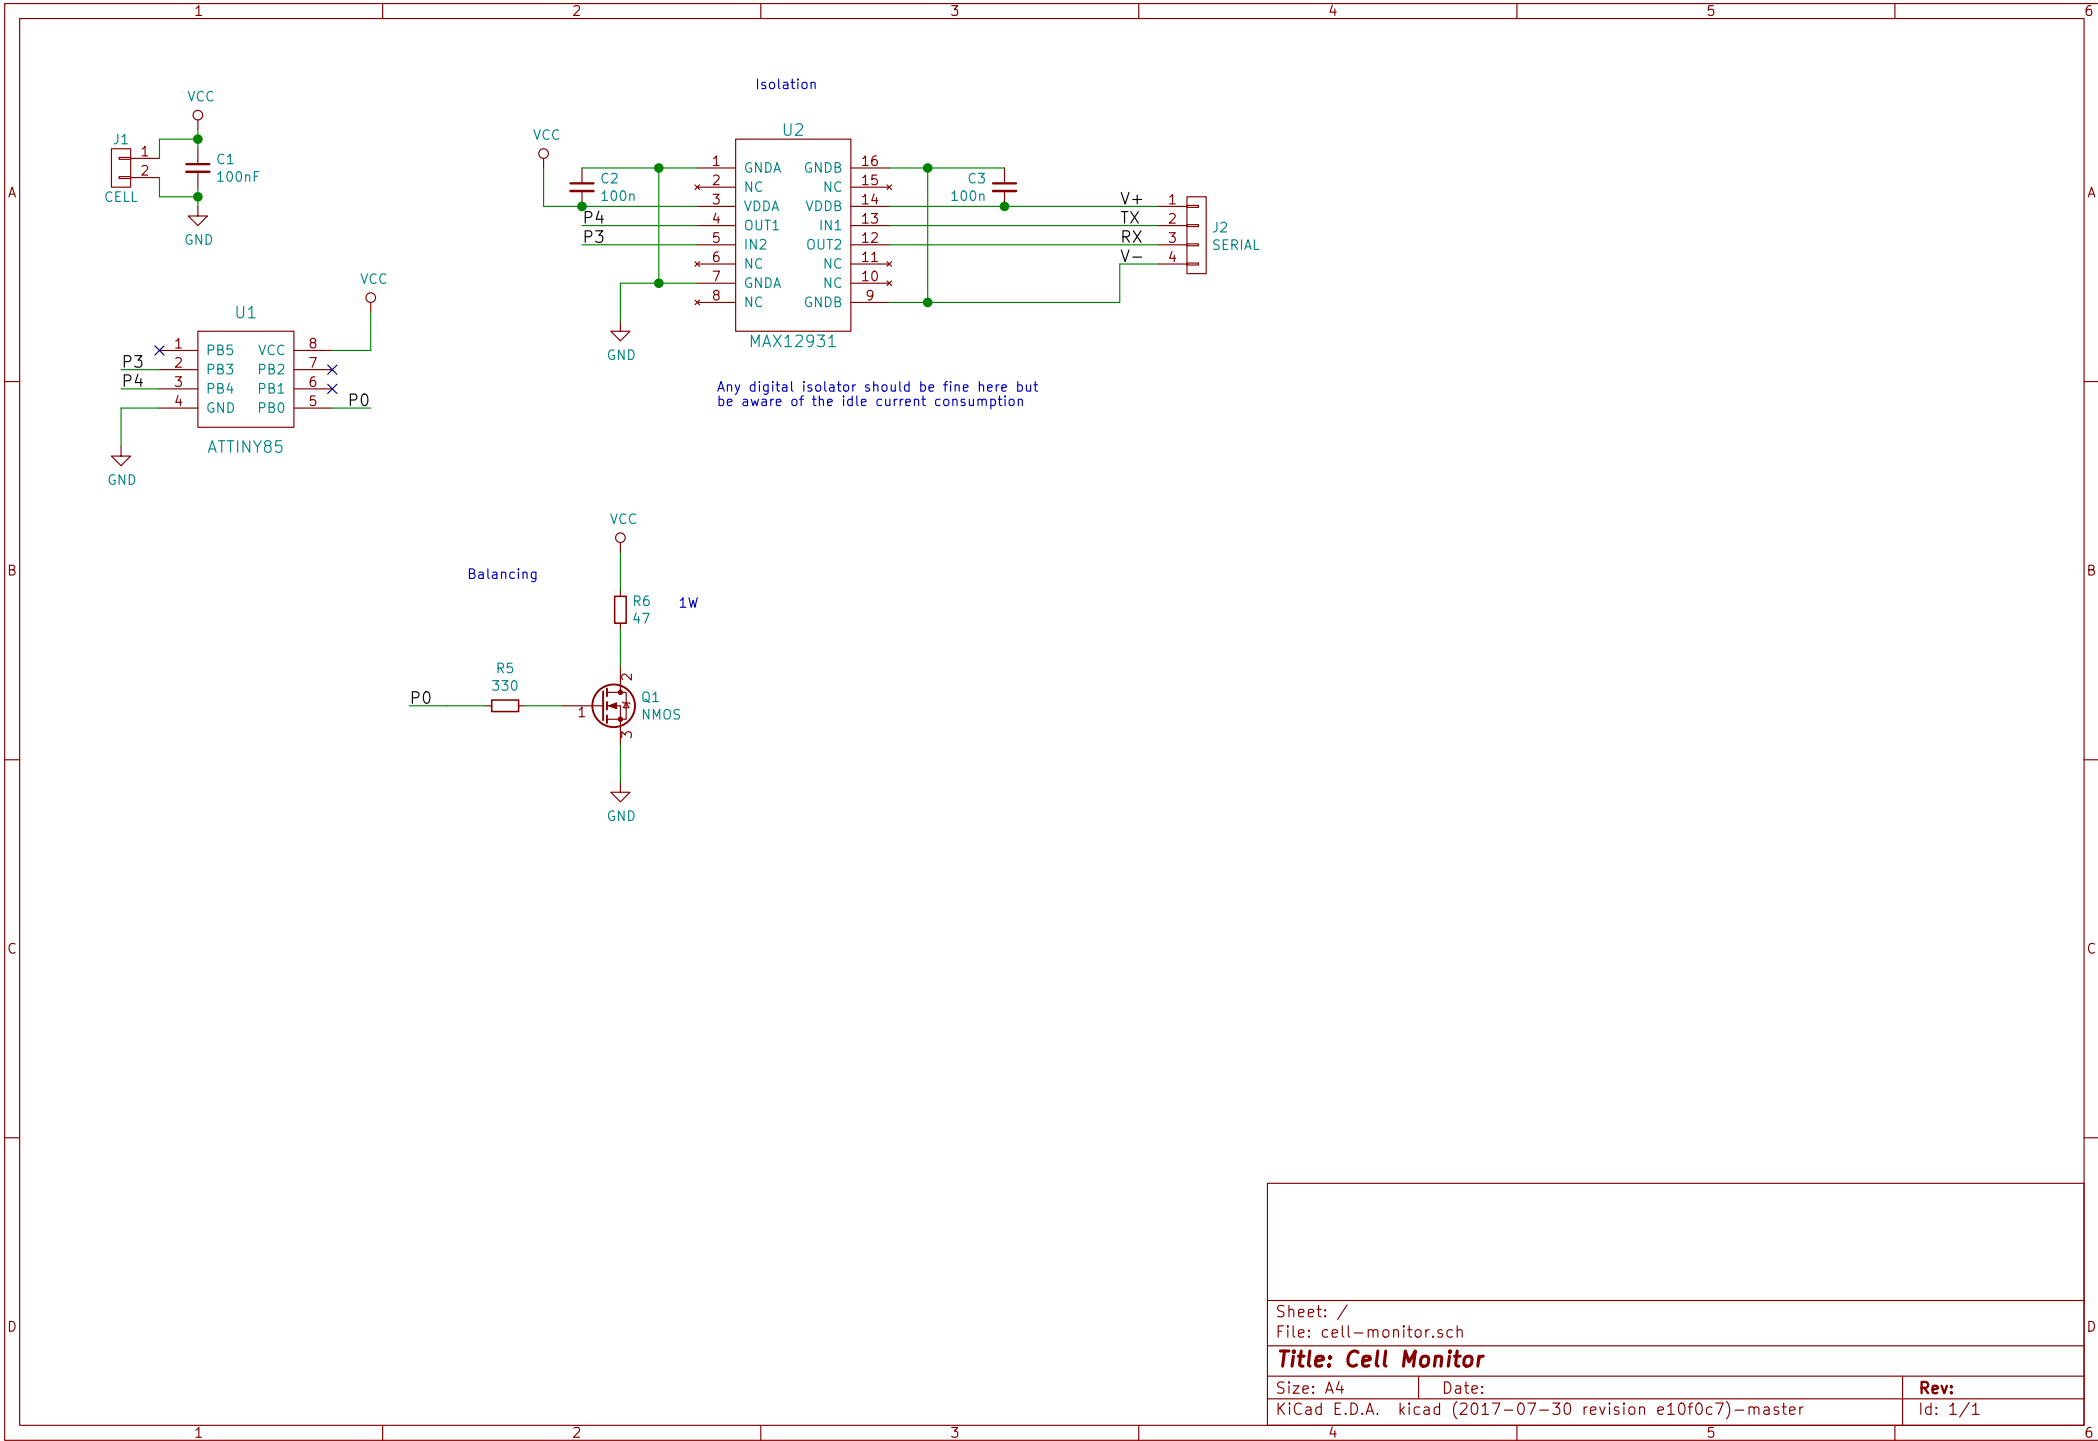 1 2 3 4 5 6
A A
B B
C C
D D
VCC
J1
1
2
CELL
C1
100nF
GND
Isolation
VCC
U2
C2
100n
1 GNDA GNDB 16
2 NC NC 15
3 VDDA VDDB 14
P4 4 OUT1 IN1 13
P3 5 IN2 OUT2 12
6 NC NC 11
7 GNDA NC 10
8 NC GNDB 9
MAX12931
GND
C3
100n
V+ 1
TX 2
RX 3
V- 4
J2
SERIAL
Any digital isolator should be fine here but
be aware of the idle current consumption
VCC
U1
1 PB5 VCC 8
P3 2 PB3 PB2 7
P4 3 PB4 PB1 6
4 GND PB0 5 P0
ATTINY85
GND
VCC
Balancing
R6
47
1W
R5
330
P0
1
2
3
Q1
NMOS
GND
Sheet: /
File: cell-monitor.sch
Title: Cell Monitor
Size: A4 Date: Rev:
KiCad E.D.A. kicad (2017-07-30 revision e10f0c7)-master Id: 1/1
1 2 3 4 5 6